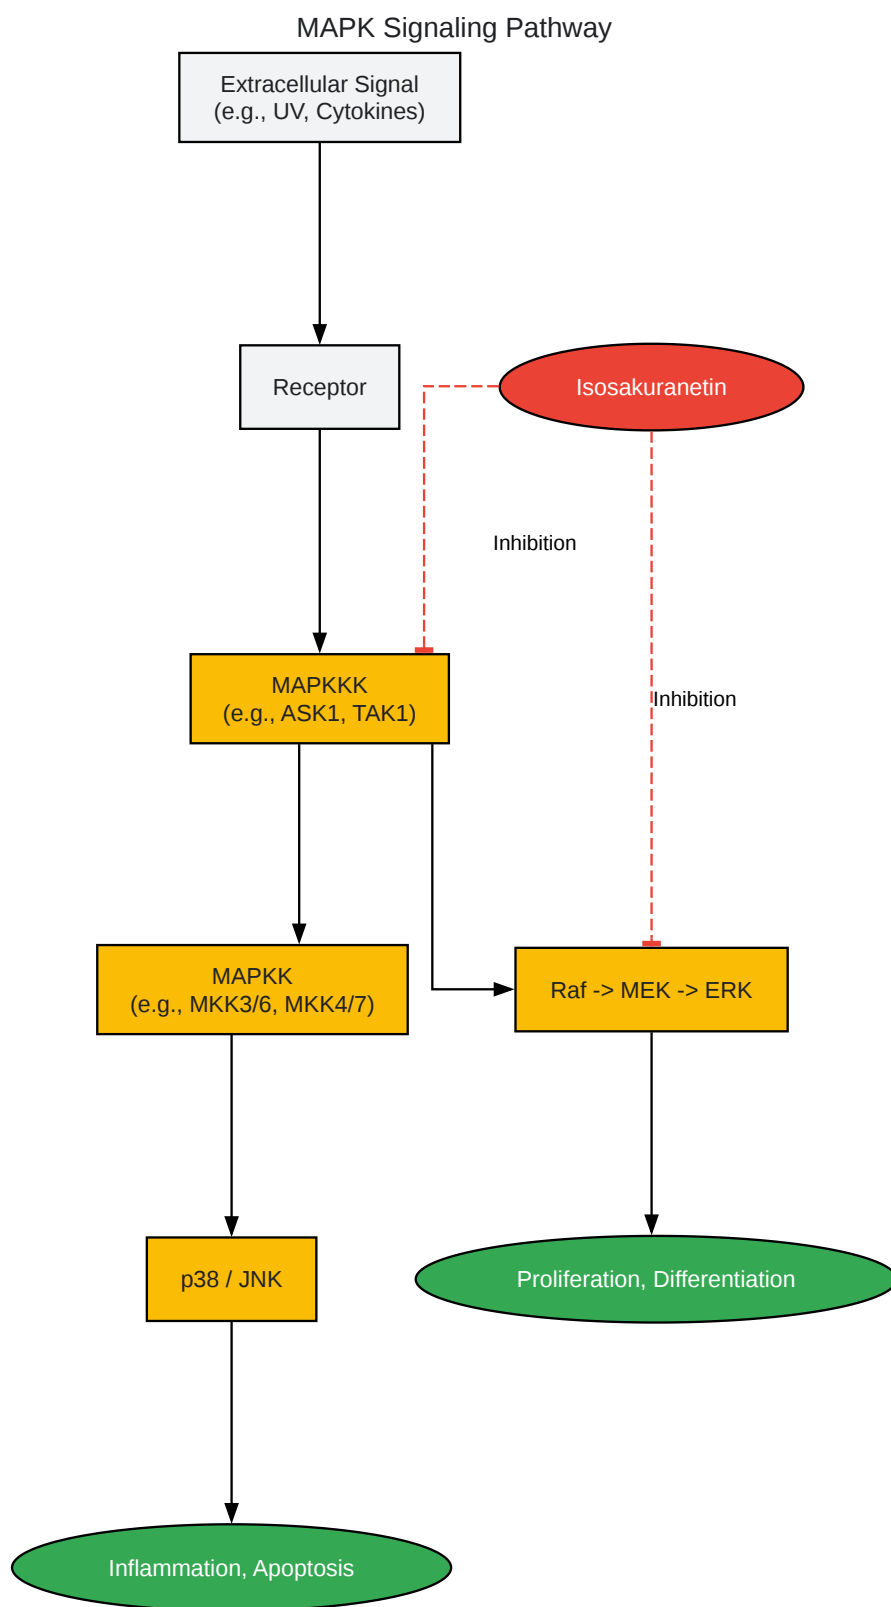 MAPK Signaling Pathway
Extracellular Signal
(e.g., UV, Cytokines)
Receptor
Isosakuranetin
Inhibition
MAPKKK
(e.g., ASK1, TAK1)
Inhibition
MAPKK
(e.g., MKK3/6, MKK4/7)
Raf -> MEK -> ERK
p38 / JNK
Proliferation, Differentiation
Inflammation, Apoptosis